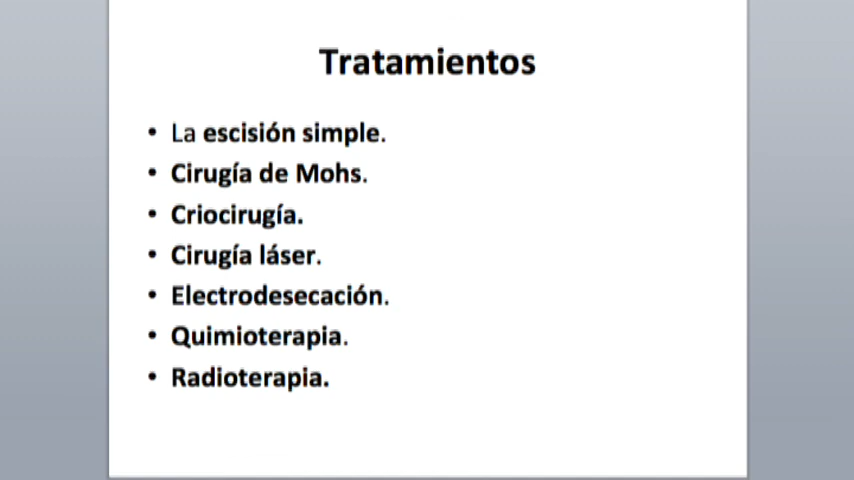 Tratamientos
• La escisión simple.
• Cirugía de Mohs.
• Criocirugía.
• Cirugía láser.
• Electrodesecación.
• Quimioterapia.
• Radioterapia.